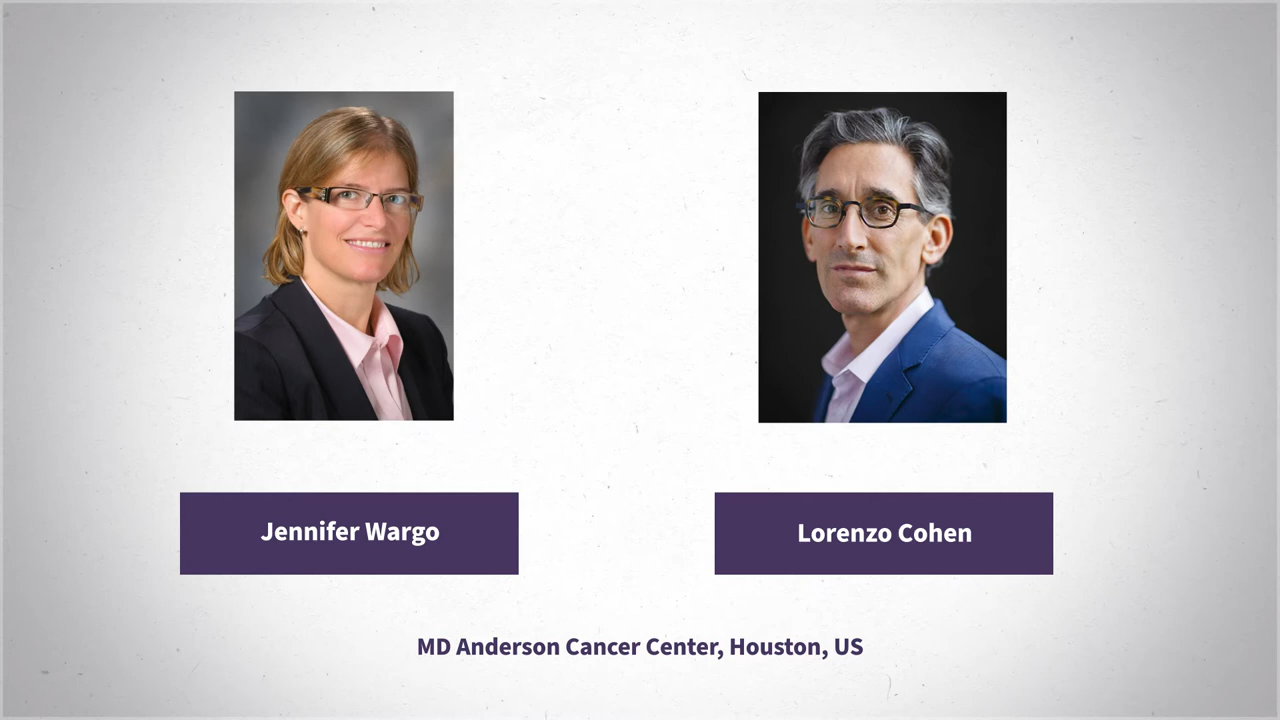 Jennifer Wargo
Lorenzo Cohen
MD Anderson Cancer Center, Houston, US